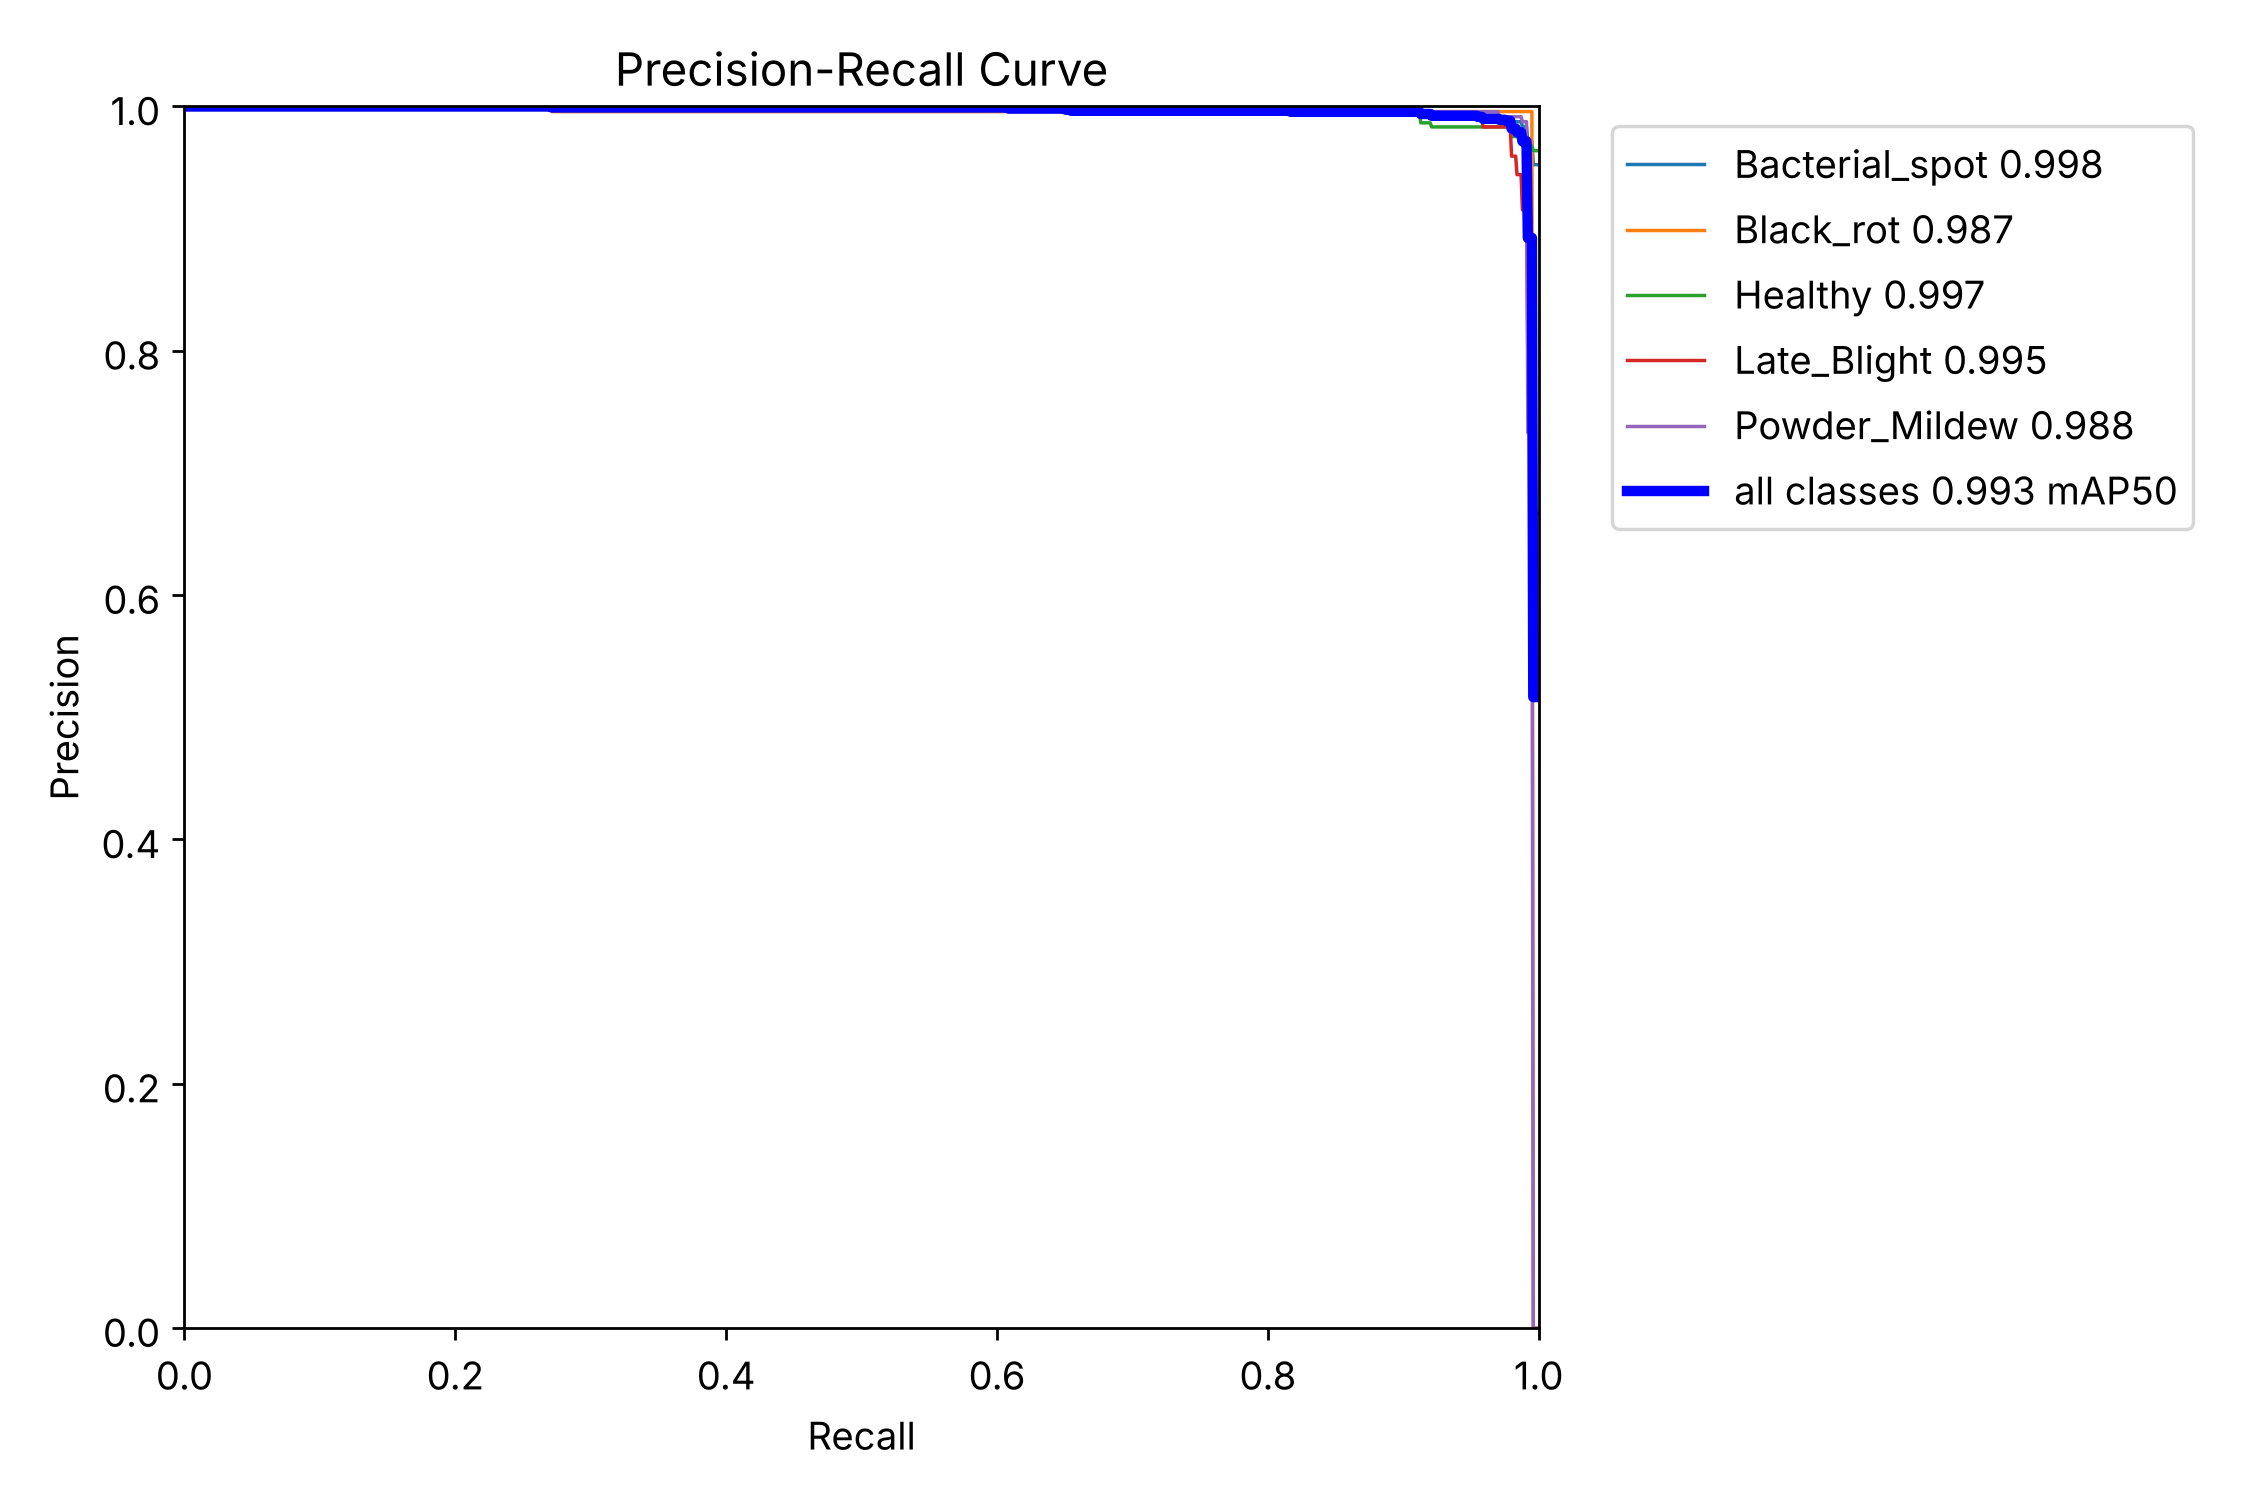 Precision-Recall Curve
1.0
0.8
0.6
0.4
0.2
0.0
Precision
0.0 0.2 0.4 0.6 0.8 1.0
Recall
Bacterial_spot 0.998
Black_rot 0.987
Healthy 0.997
Late_Blight 0.995
Powder_Mildew 0.988
all classes 0.993 mAP50